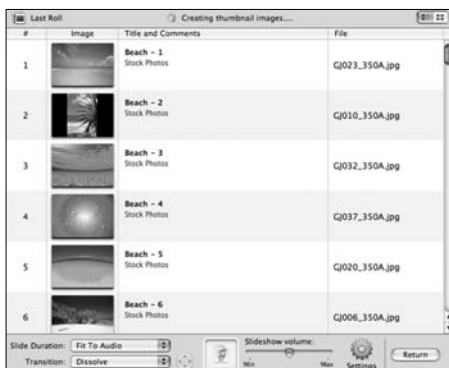 Last Roll Creating thumbnail images....
# Image Title and Comments File
1 Beach – 1 GJ023_350A.jpg
Stock Photos
2 Beach – 2 GJ010_350A.jpg
Stock Photos
3 Beach – 3 GJ032_350A.jpg
Stock Photos
4 Beach – 4 GJ037_350A.jpg
Stock Photos
5 Beach – 5 GJ020_350A.jpg
Stock Photos
6 Beach – 6 GJ006_350A.jpg
Stock Photos
Slide Duration: Fit To Audio Slideshow volume:
Transition: Dissolve Min Max Settings Return